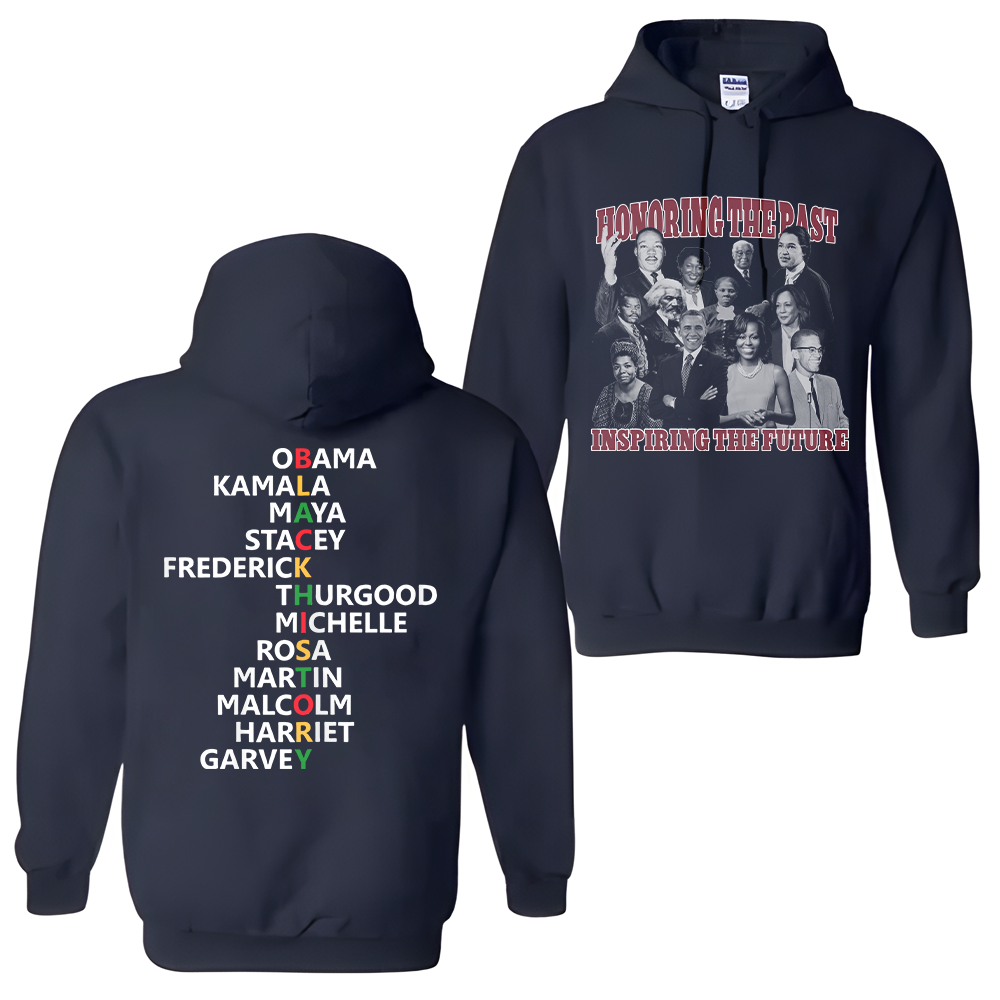 HONORING THE PAST
INSPIRING THE FUTURE
OBAMA
KAMALA
MAYA
STACEY
FREDERICK
THURGOOD
MICHELLE
ROSA
MARTIN
MALCOLM
HARRIET
GARVEY